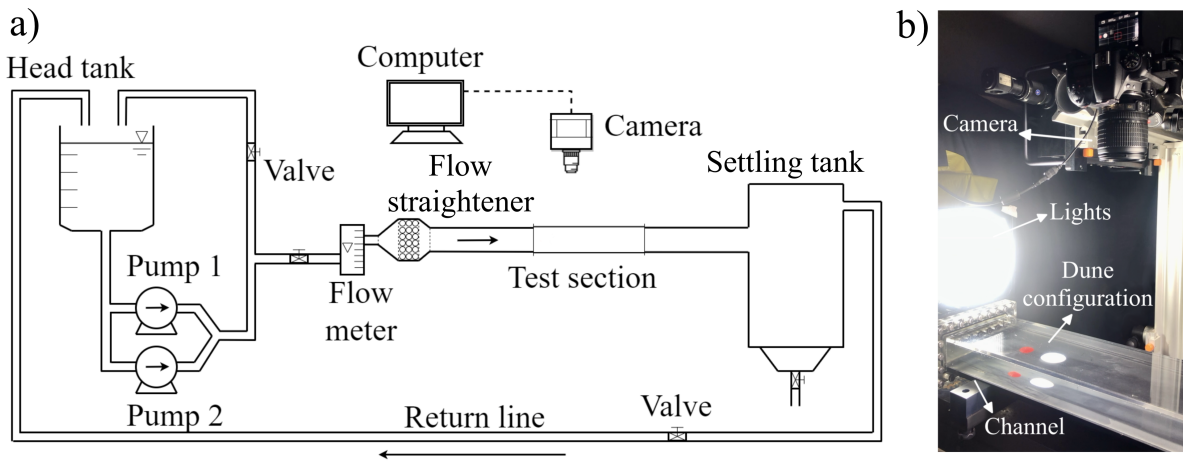 a)
Head tank
Computer
Camera
Valve
Flow
straightener
Settling tank
Pump 1
Flow
meter
Test section
Pump 2
Return line
Valve
b)
Camera
Lights
Dune
configuration
Channel